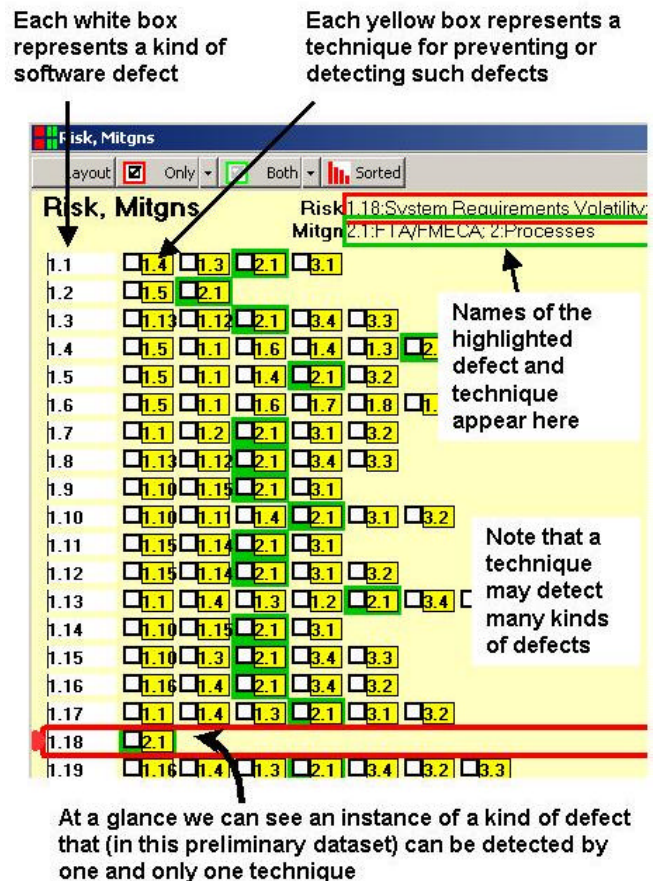 Each white box
represents a kind of
software defect
Each yellow box represents a
technique for preventing or
detecting such defects
Risk, Mitgns
Layout Only Both Sorted
Risk, Mitgns
Risk 1.18:System Requirements Volatility;
Mitgn 2.1:FTA/FMECA; 2:Processes
1.1 1.4 1.3 2.1 3.1
1.2 1.5 2.1
1.3 1.13 1.12 2.1 3.4 3.3
1.4 1.5 1.1 1.6 1.4 1.3 2.
1.5 1.5 1.1 1.4 2.1 3.2
1.6 1.5 1.1 1.6 1.7 1.8 1.
1.7 1.1 1.2 2.1 3.1 3.2
1.8 1.13 1.12 2.1 3.4 3.3
1.9 1.10 1.15 2.1 3.1
1.10 1.10 1.11 1.4 2.1 3.1 3.2
1.11 1.15 1.14 2.1 3.1
1.12 1.15 1.14 2.1 3.1 3.2
1.13 1.1 1.4 1.3 1.2 2.1 3.4
1.14 1.10 1.15 2.1 3.1
1.15 1.10 1.3 2.1 3.4 3.3
1.16 1.16 1.4 2.1 3.4 3.2
1.17 1.1 1.4 1.3 2.1 3.1 3.2
1.18 2.1
1.19 1.16 1.4 1.3 2.1 3.4 3.2 3.3
Names of the
highlighted
defect and
technique
appear here
Note that a
technique
may detect
many kinds
of defects
At a glance we can see an instance of a kind of defect
that (in this preliminary dataset) can be detected by
one and only one technique